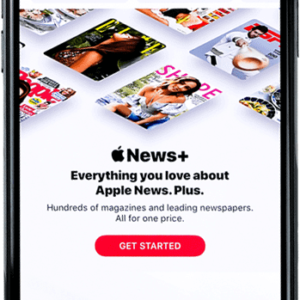 SHAPE
News+
Everything you love about
Apple News. Plus.
Hundreds of magazines and leading newspapers.
All for one price.
GET STARTED